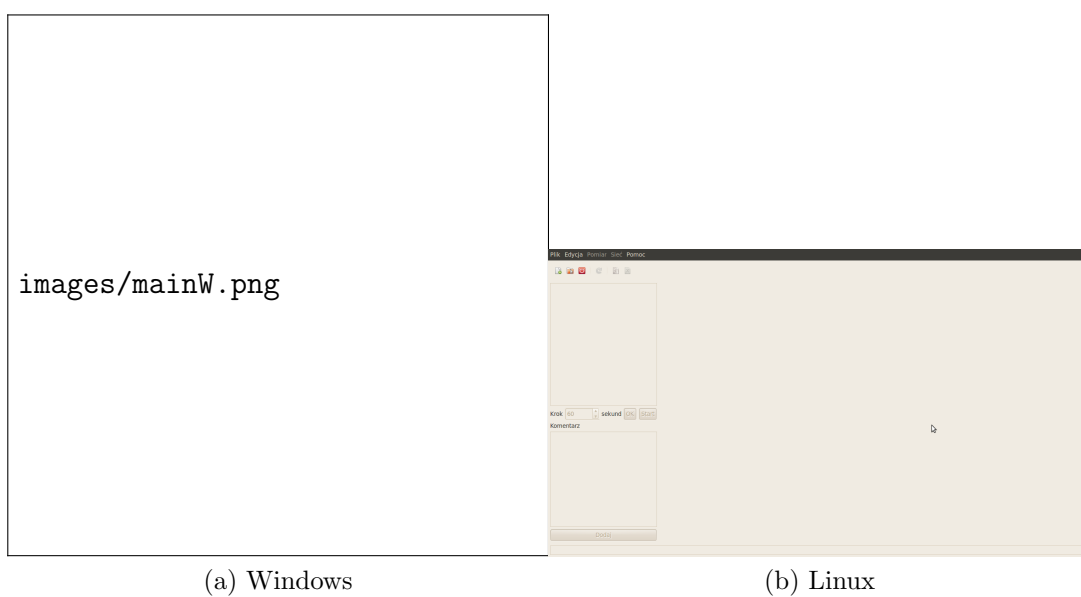 images/mainW.png
Plik Edycja Pomiar Sieć Pomoc
Krok 60 sekund OK Start
Komentarz
Dodaj
(a) Windows
(b) Linux